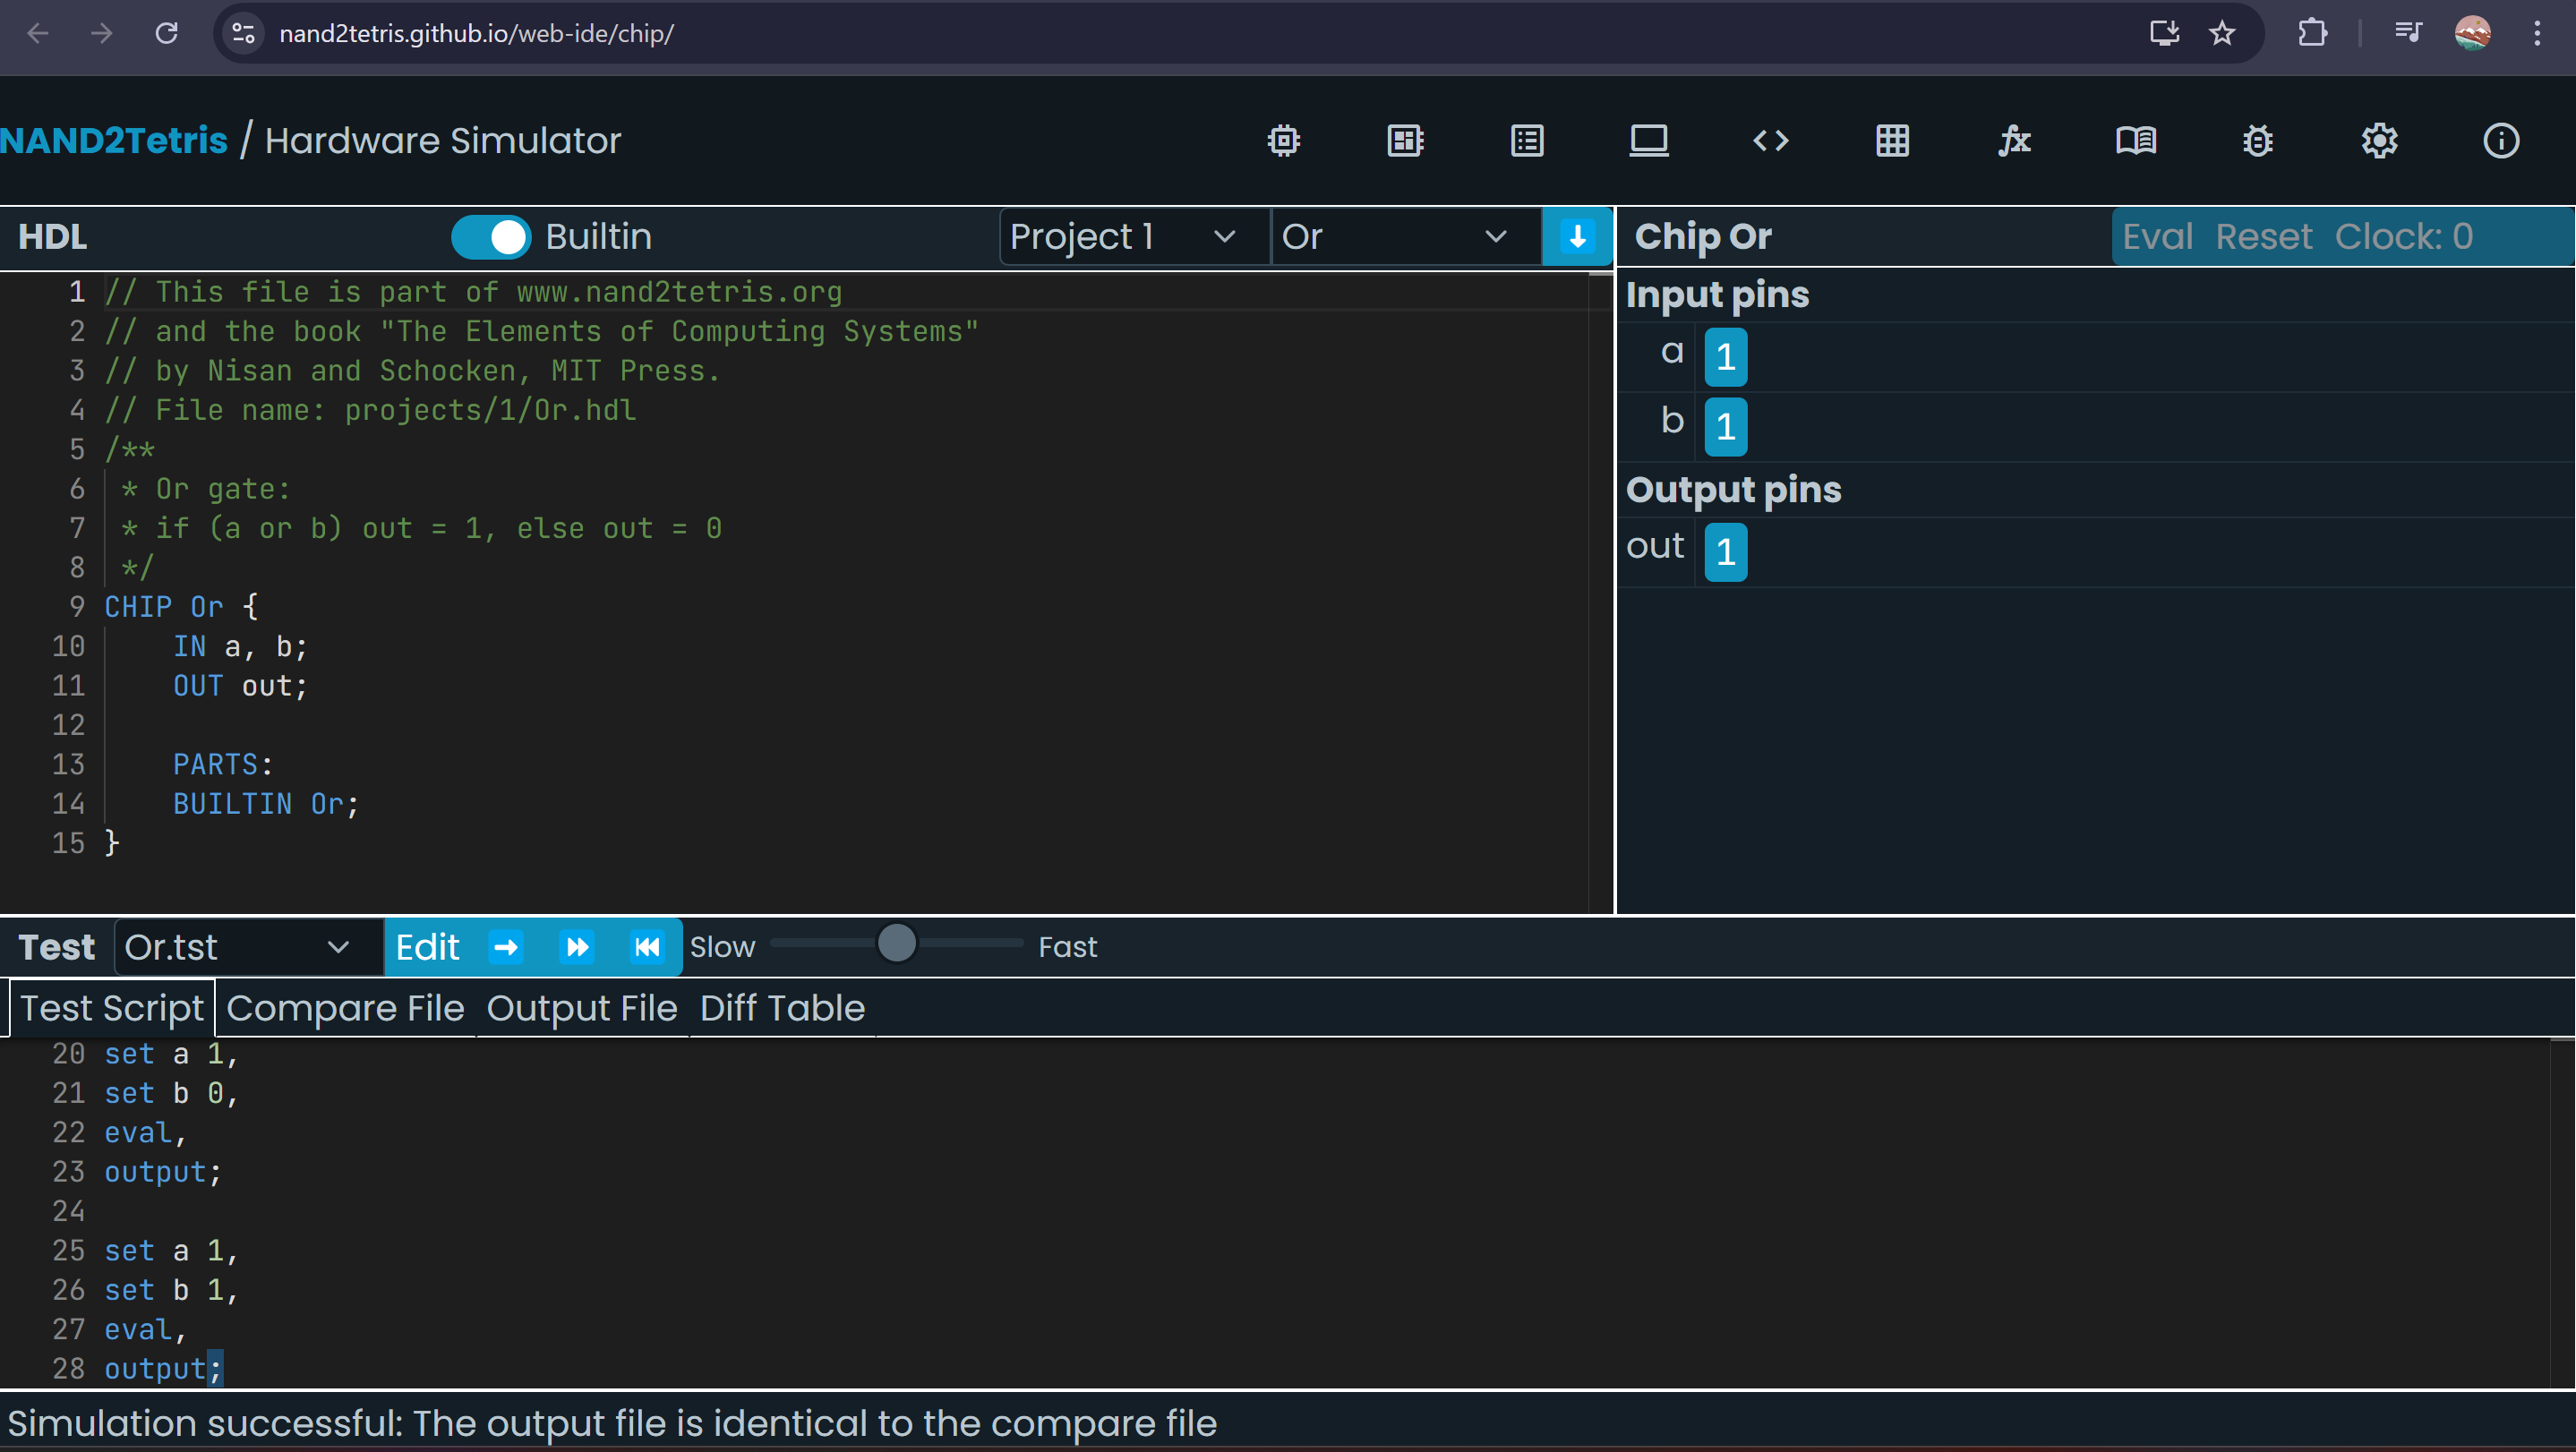 nand2tetris.github.io/web-ide/chip/
NAND2Tetris / Hardware Simulator
HDL
Builtin
Project 1
Or
1 // This file is part of www.nand2tetris.org
2 // and the book "The Elements of Computing Systems"
3 // by Nisan and Schocken, MIT Press.
4 // File name: projects/1/Or.hdl
5 /**
6 * Or gate:
7 * if (a or b) out = 1, else out = 0
8 */
9 CHIP Or {
10 IN a, b;
11 OUT out;
12
13 PARTS:
14 BUILTIN Or;
15 }
Chip Or
Eval Reset Clock: 0
Input pins
a 1
b 1
Output pins
out 1
Test
Or.tst
Edit
Slow
Fast
Test Script Compare File Output File Diff Table
20 set a 1,
21 set b 0,
22 eval,
23 output;
24
25 set a 1,
26 set b 1,
27 eval,
28 output;
Simulation successful: The output file is identical to the compare file